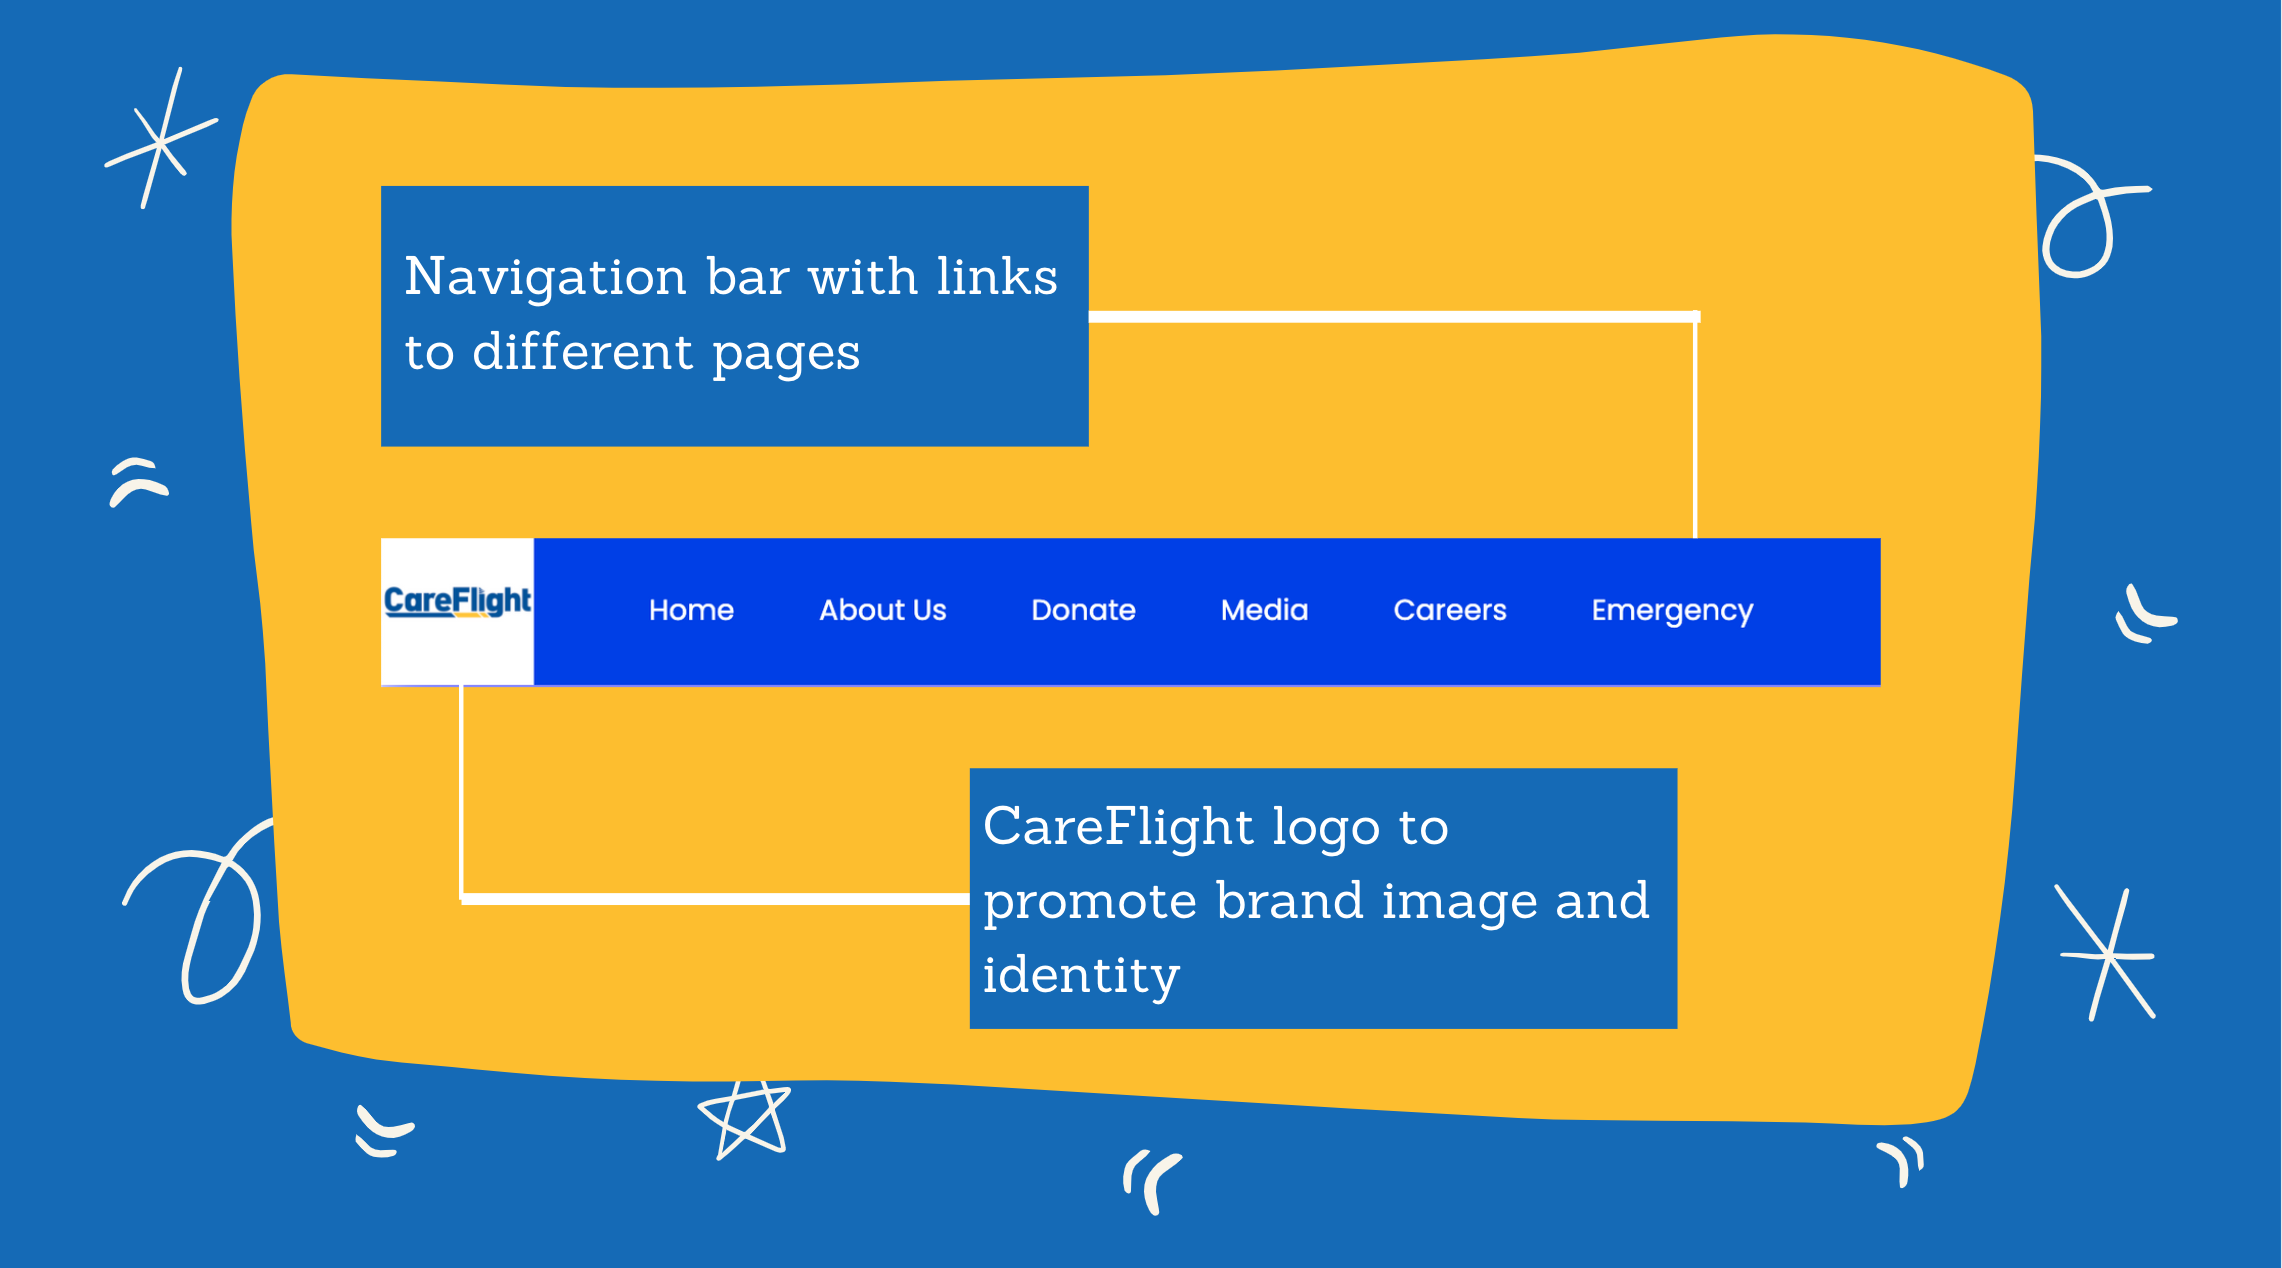 Navigation bar with links
to different pages
CareFlight
Home About Us Donate Media Careers Emergency
CareFlight logo to
promote brand image and
identity